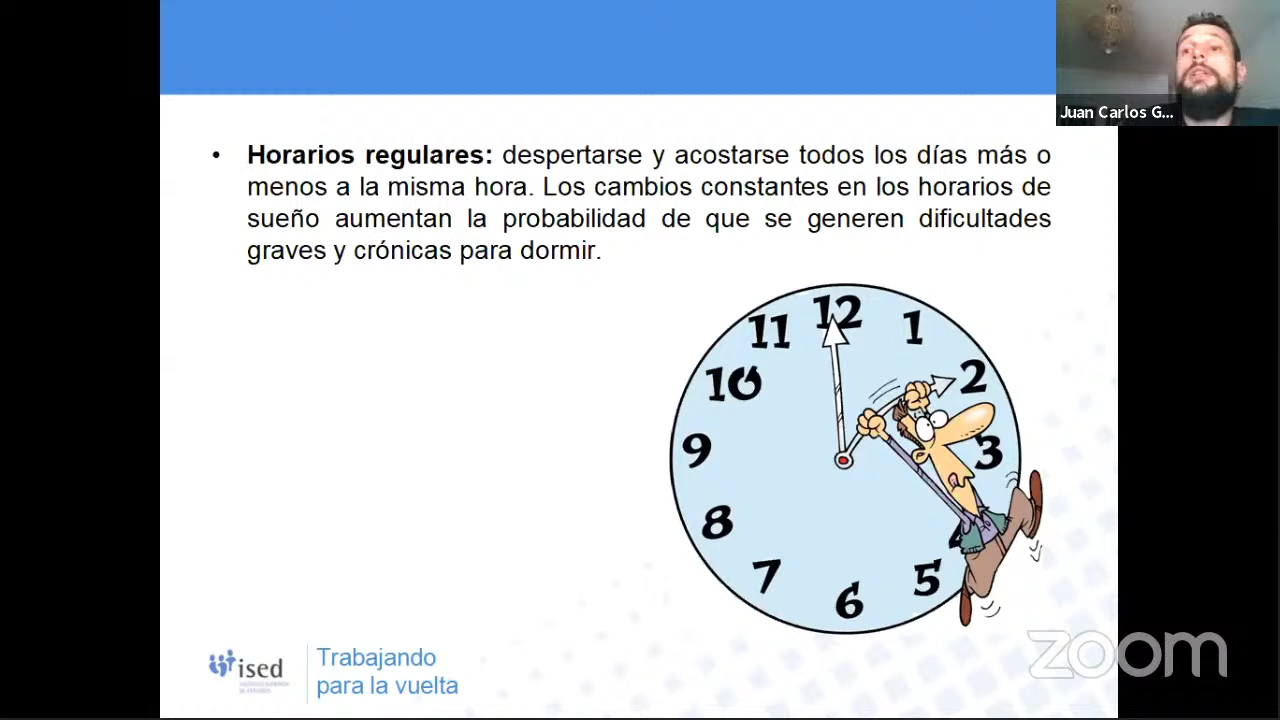 Juan Carlos G...
• Horarios regulares: despertarse y acostarse todos los días más o
menos a la misma hora. Los cambios constantes en los horarios de
sueño aumentan la probabilidad de que se generen dificultades
graves y crónicas para dormir.
12
11
1
10
2
9
3
8
7
5
6
ised
Trabajando
para la vuelta
zoom